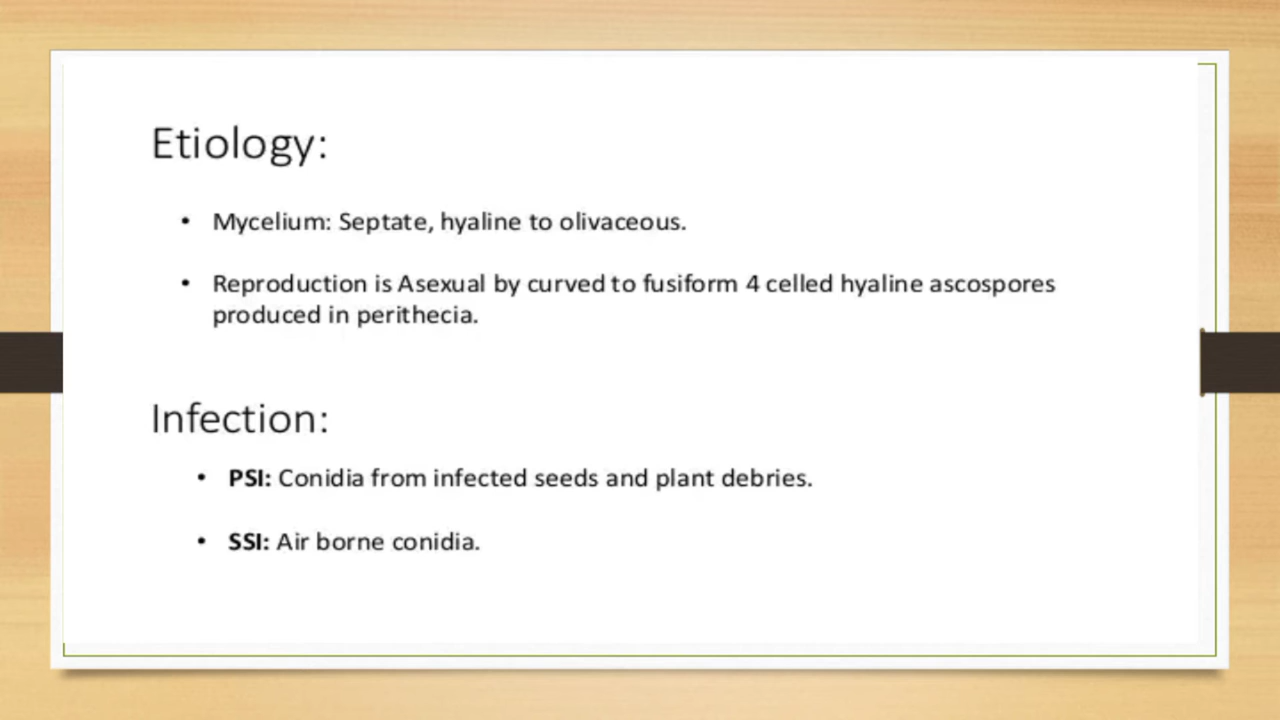 Etiology:
• Mycelium: Septate, hyaline to olivaceous.
• Reproduction is Asexual by curved to fusiform 4 celled hyaline ascospores
produced in perithecia.
Infection:
• PSI: Conidia from infected seeds and plant debries.
• SSI: Air borne conidia.